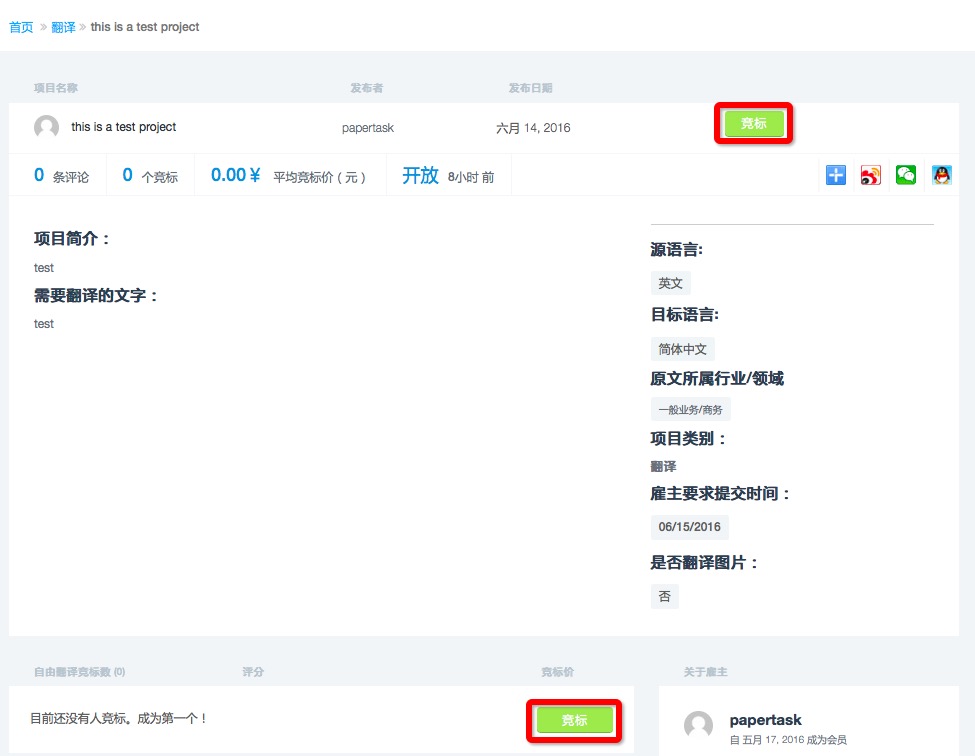 首页 » 翻译 » this is a test project
项目名称 发布者 发布日期
this is a test project papertask 六月 14, 2016 竞标
0 条评论 0 个竞标 0.00 ¥ 平均竞标价（元） 开放 8小时 前
项目简介：
test
需要翻译的文字：
test
源语言:
英文
目标语言:
简体中文
原文所属行业/领域
一般业务/商务
项目类别：
翻译
雇主要求提交时间：
06/15/2016
是否翻译图片：
否
自由翻译竞标数 (0) 评分 竞标价
目前还没有人竞标。成为第一个！ 竞标
关于雇主
papertask
自 五月 17, 2016 成为会员